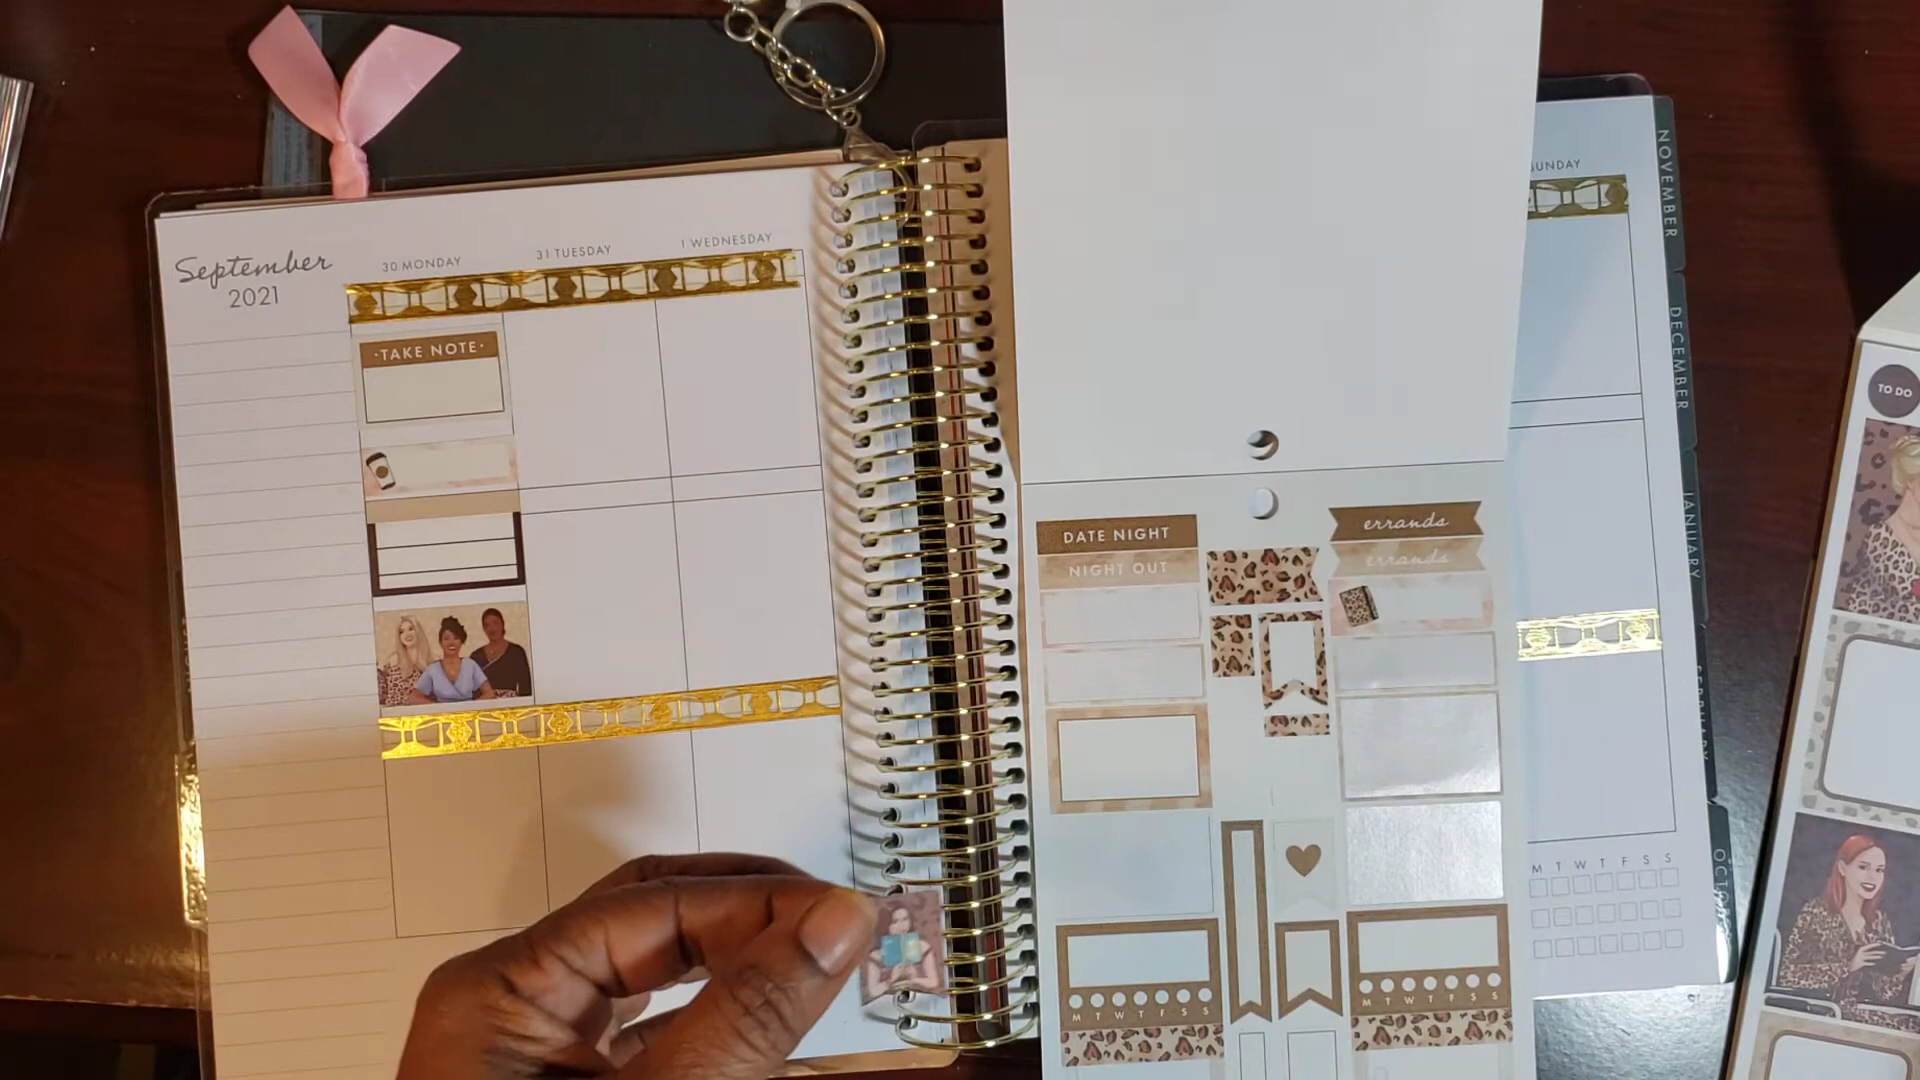 September
2021
30 MONDAY
31 TUESDAY
1 WEDNESDAY
·TAKE NOTE·
DATE NIGHT
NIGHT OUT
errands
errands
M T W T F S S
M T W T F S S
SUNDAY
M T W T F S S
NOVEMBER
DECEMBER
JANUARY
FEBRUARY
TO DO